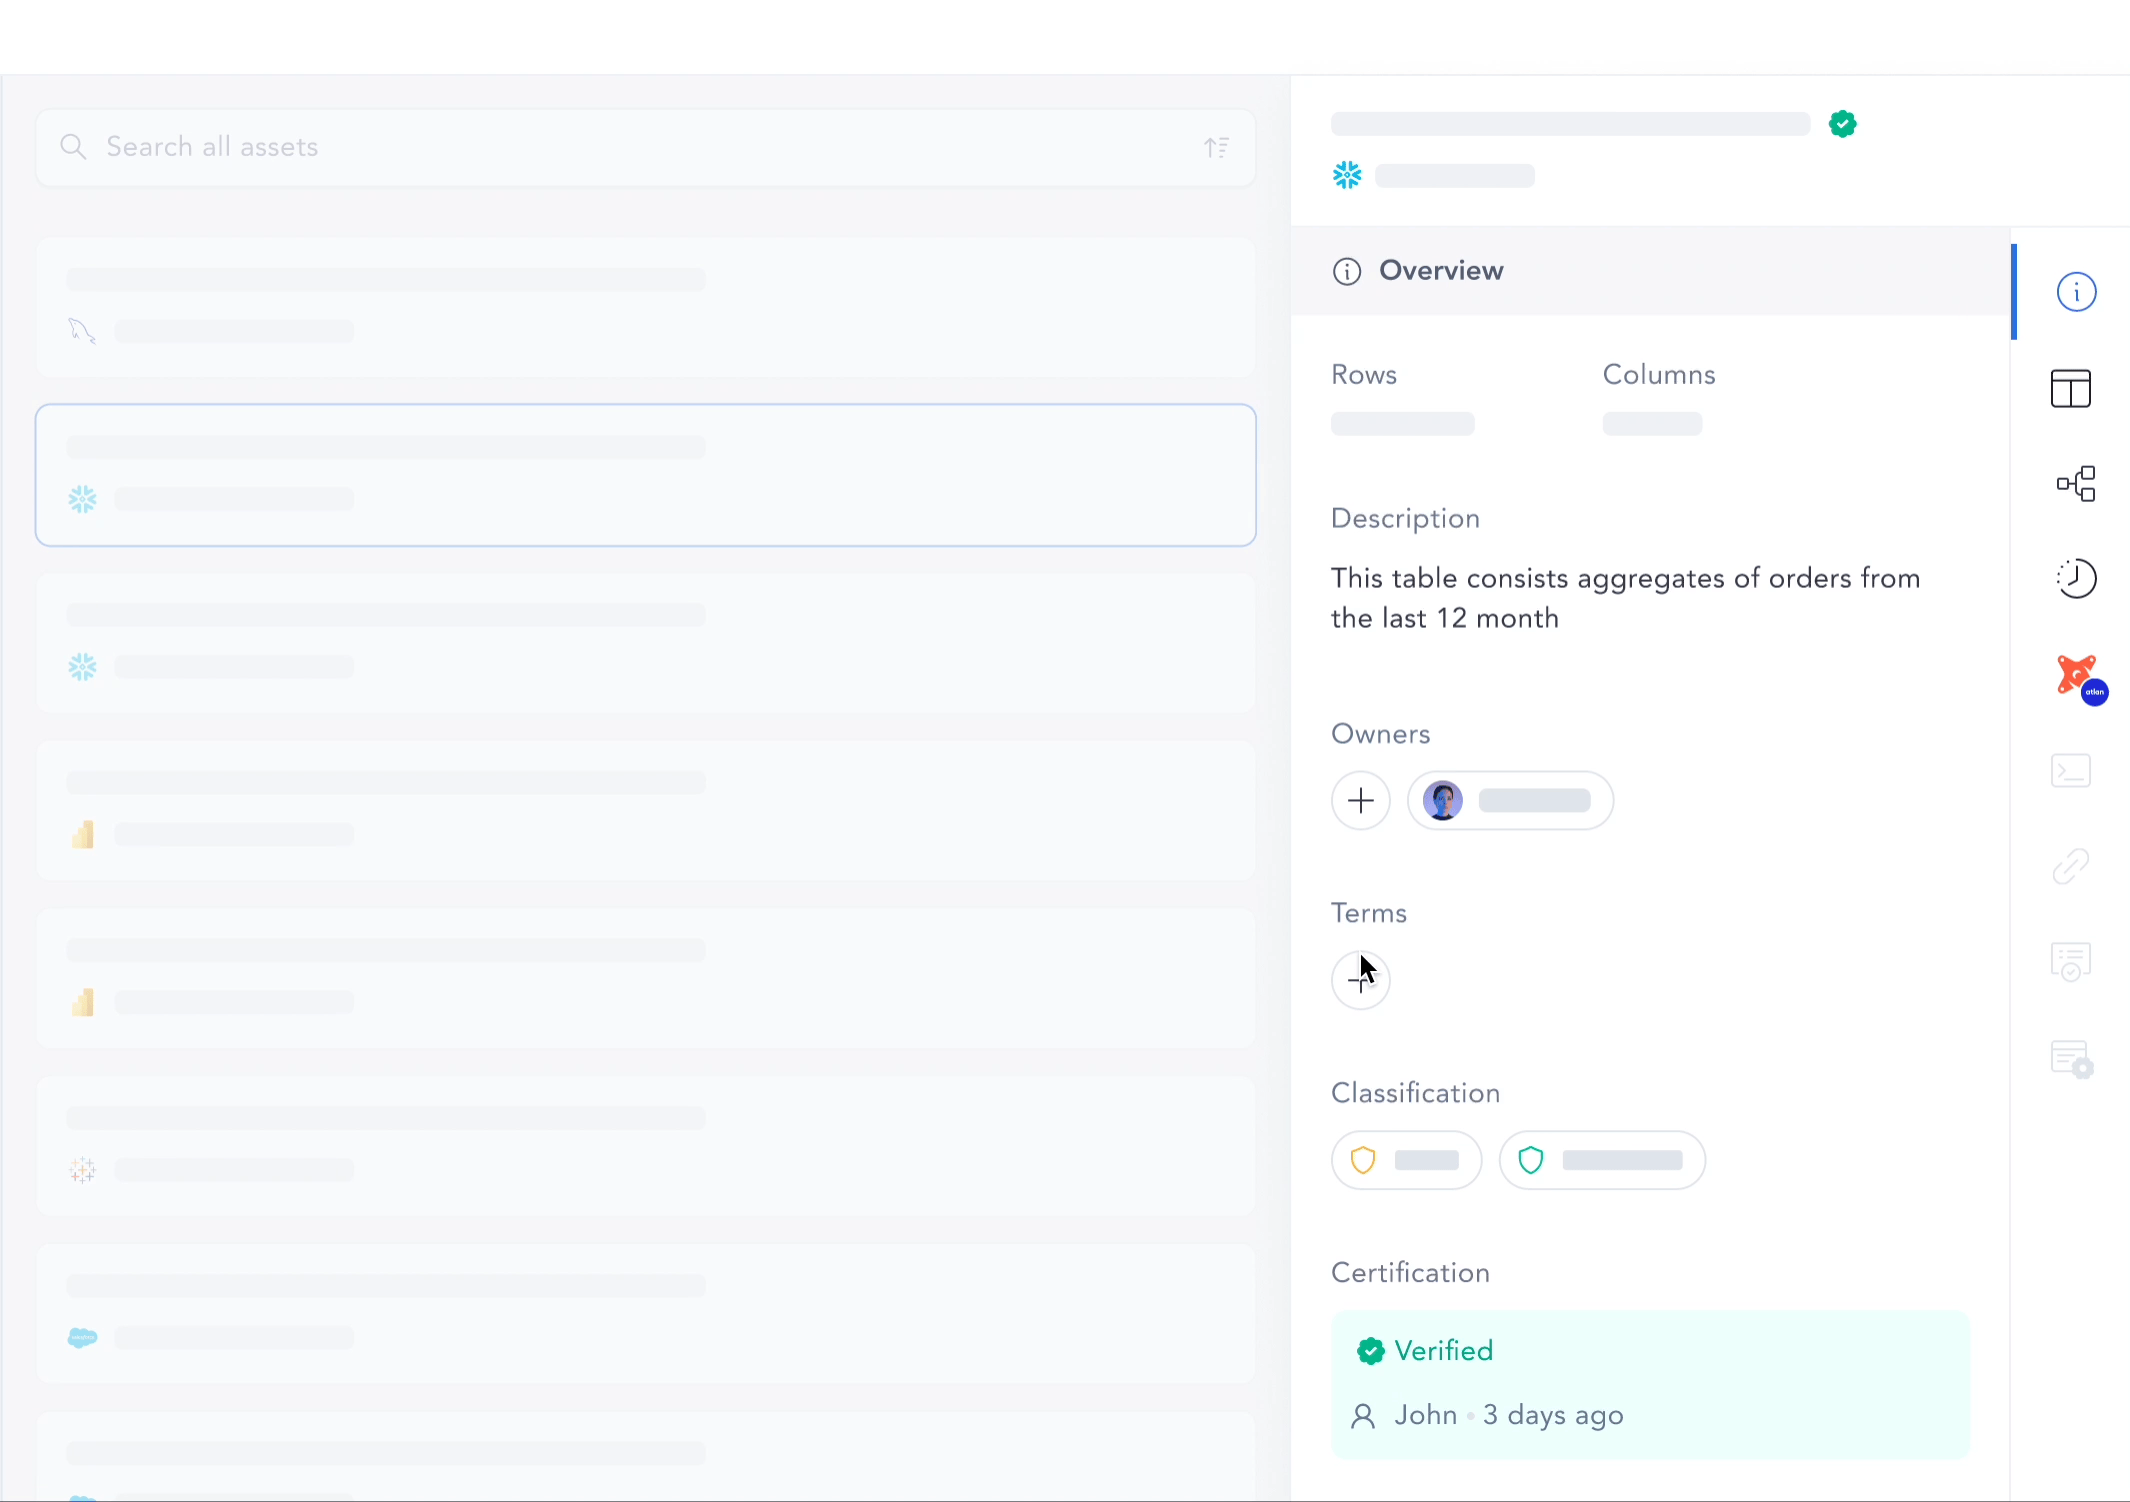 Search all assets
Overview
Rows
Columns
Description
This table consists aggregates of orders from
the last 12 month
atlan
Owners
Terms
Classification
Certification
Verified
John • 3 days ago